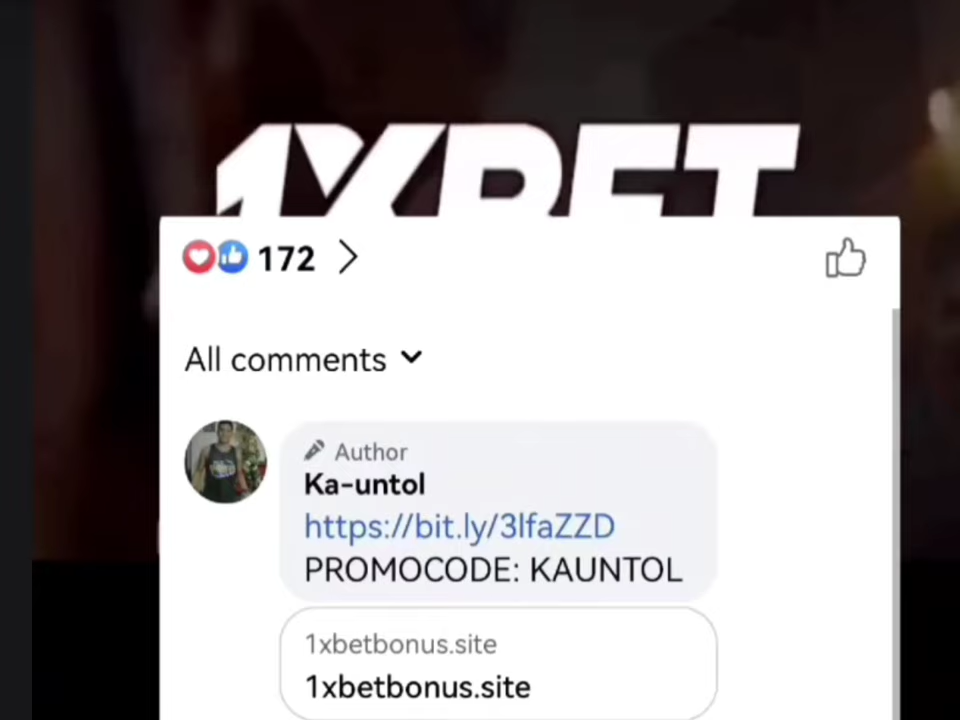 1XBET
172
All comments
Author
Ka-untol
https://bit.ly/3lfaZZD
PROMOCODE: KAUNTOL
1xbetbonus.site
1xbetbonus.site